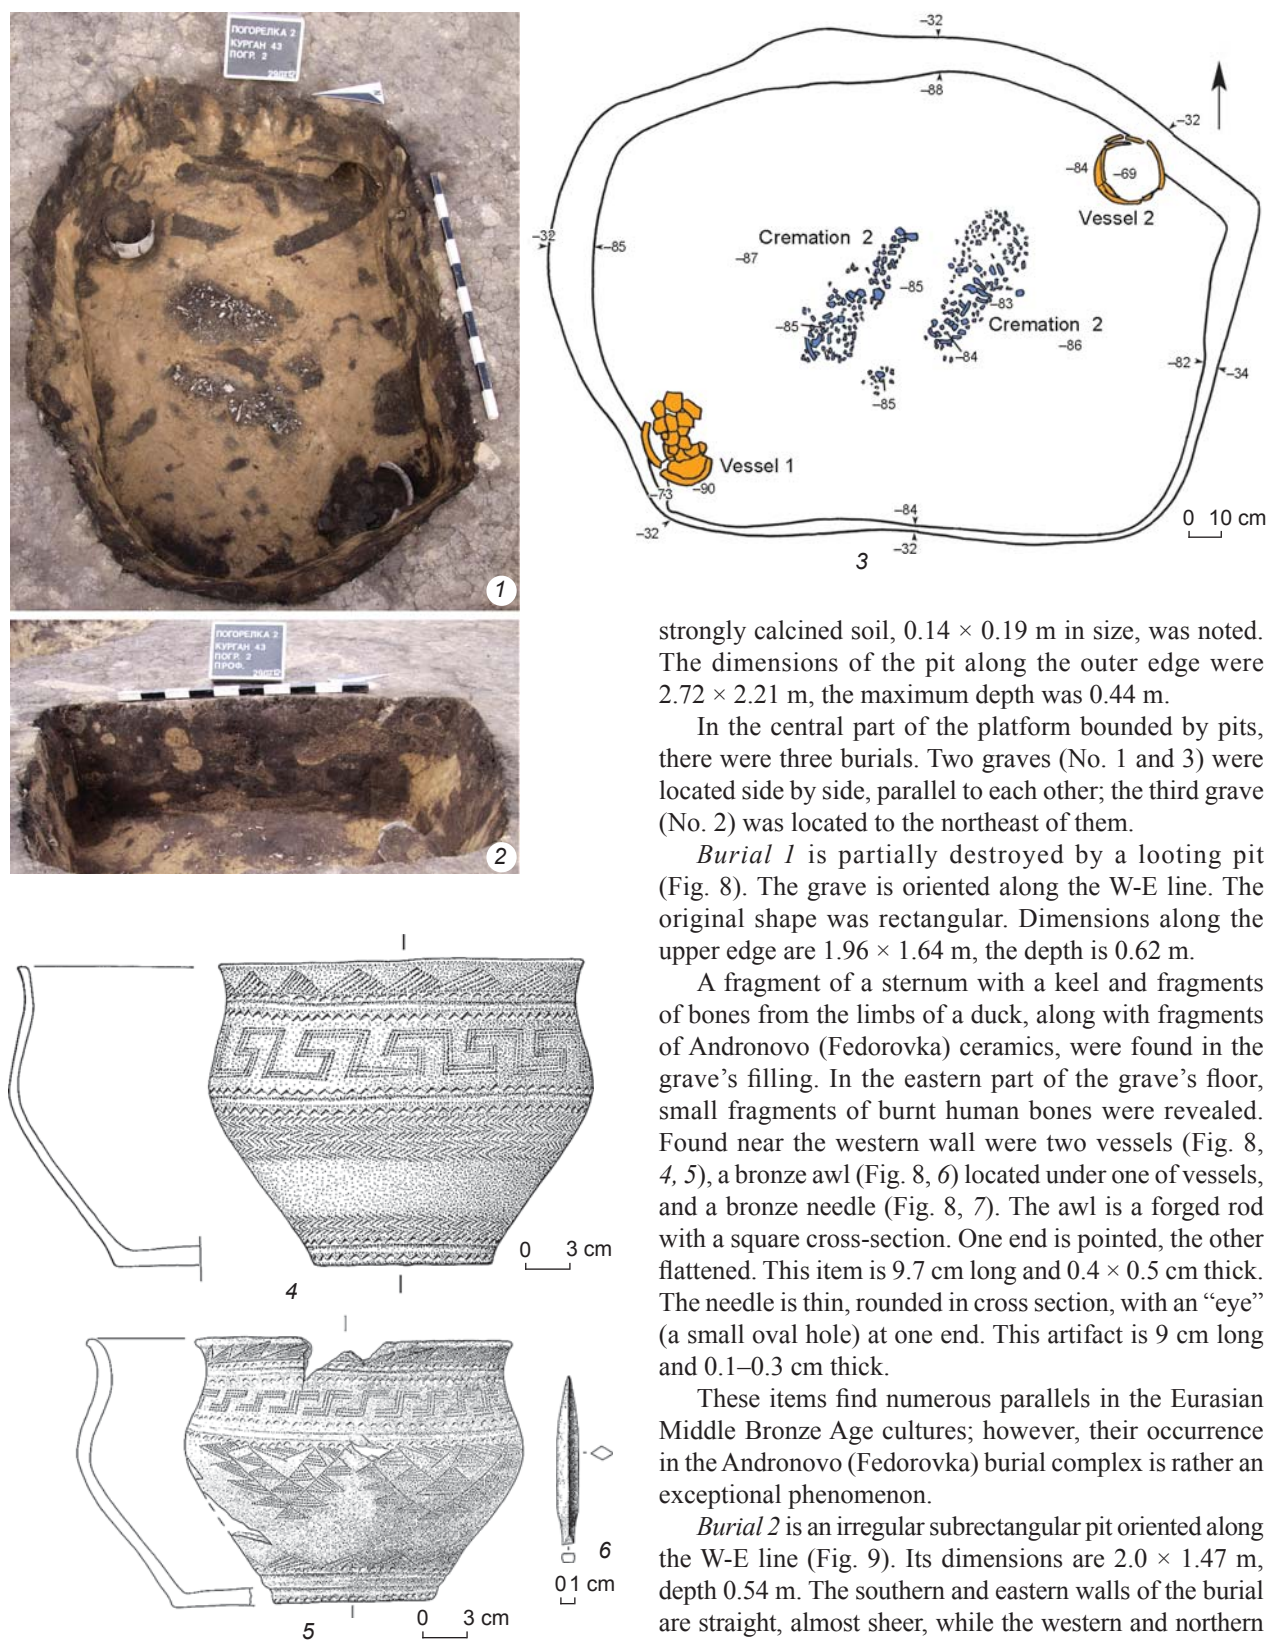 ПОГОРЕЛКА 2
КУРГАН 43
ПОГР. 2
N
1
ПОГОРЕЛКА 2
КУРГАН 43
ПОГР. 2
ПРОФ.
2
–32
–88
–32
–84
–69
Vessel 2
–32
–85
Cremation 2
–87
–85
–85
–83
Cremation 2
–84
–86
–85
–82
–34
Vessel 1
–73
–90
–32
–84
–32
0 10 cm
3
4
0 3 cm
5
0 3 cm
6
0 1 cm
strongly calcined soil, 0.14 × 0.19 m in size, was noted.
The dimensions of the pit along the outer edge were
2.72 × 2.21 m, the maximum depth was 0.44 m.
In the central part of the platform bounded by pits,
there were three burials. Two graves (No. 1 and 3) were
located side by side, parallel to each other; the third grave
(No. 2) was located to the northeast of them.
Burial 1 is partially destroyed by a looting pit
(Fig. 8). The grave is oriented along the W-E line. The
original shape was rectangular. Dimensions along the
upper edge are 1.96 × 1.64 m, the depth is 0.62 m.
A fragment of a sternum with a keel and fragments
of bones from the limbs of a duck, along with fragments
of Andronovo (Fedorovka) ceramics, were found in the
grave’s filling. In the eastern part of the grave’s floor,
small fragments of burnt human bones were revealed.
Found near the western wall were two vessels (Fig. 8,
4, 5), a bronze awl (Fig. 8, 6) located under one of vessels,
and a bronze needle (Fig. 8, 7). The awl is a forged rod
with a square cross-section. One end is pointed, the other
flattened. This item is 9.7 cm long and 0.4 × 0.5 cm thick.
The needle is thin, rounded in cross section, with an “eye”
(a small oval hole) at one end. This artifact is 9 cm long
and 0.1–0.3 cm thick.
These items find numerous parallels in the Eurasian
Middle Bronze Age cultures; however, their occurrence
in the Andronovo (Fedorovka) burial complex is rather an
exceptional phenomenon.
Burial 2 is an irregular subrectangular pit oriented along
the W-E line (Fig. 9). Its dimensions are 2.0 × 1.47 m,
depth 0.54 m. The southern and eastern walls of the burial
are straight, almost sheer, while the western and northern